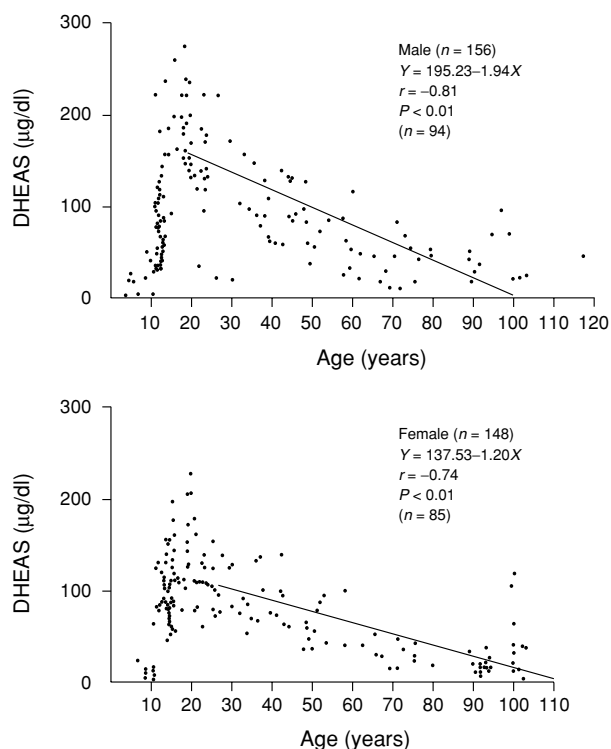 300
200
100
0
DHEAS (µg/dl)
Male (n = 156)
Y = 195.23–1.94X
r = –0.81
P < 0.01
(n = 94)
10 20 30 40 50 60 70 80 90 100 110 120
Age (years)
300
200
100
0
DHEAS (µg/dl)
Female (n = 148)
Y = 137.53–1.20X
r = –0.74
P < 0.01
(n = 85)
10 20 30 40 50 60 70 80 90 100 110
Age (years)